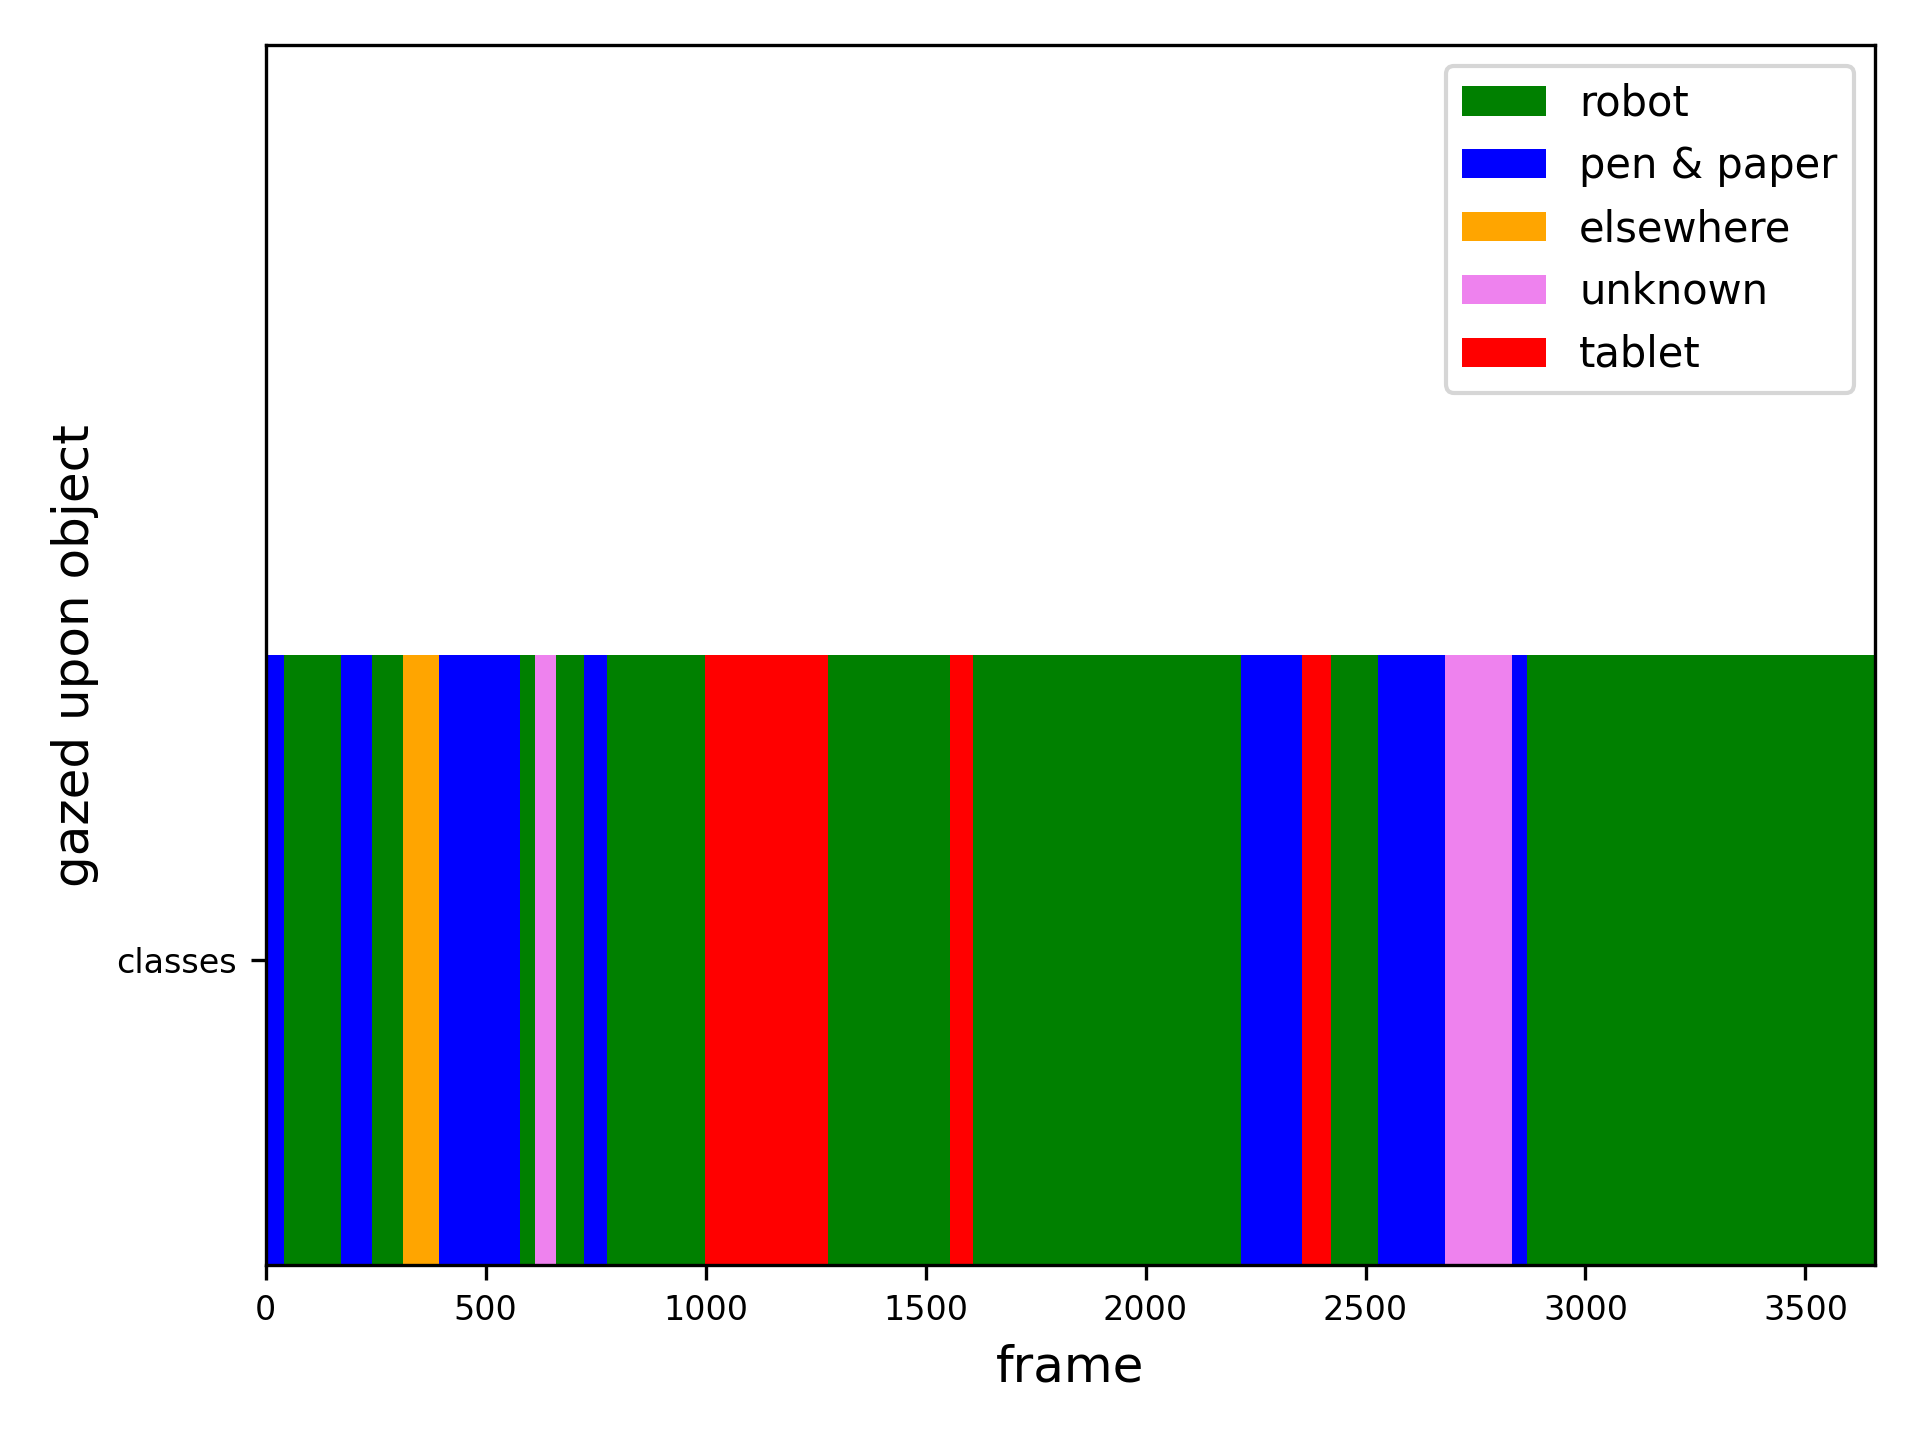 robot
pen & paper
elsewhere
unknown
tablet
gazed upon object
classes
0 500 1000 1500 2000 2500 3000 3500
frame